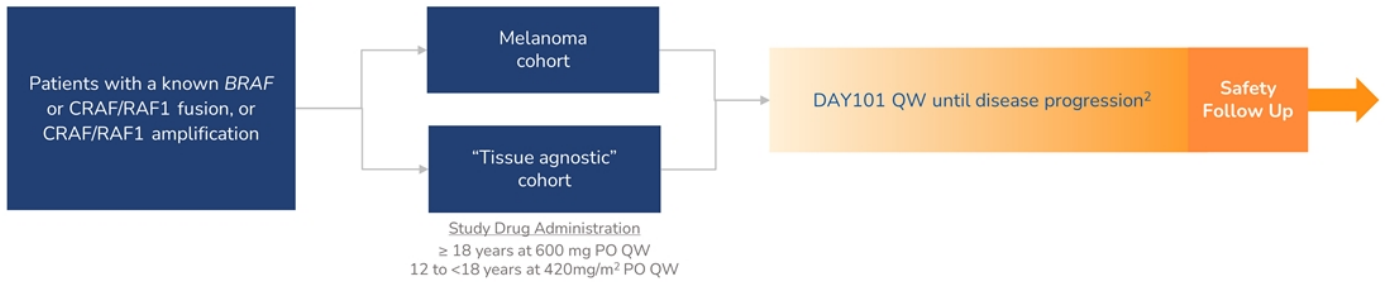 Patients with a known BRAF
or CRAF/RAF1 fusion, or
CRAF/RAF1 amplification
Melanoma
cohort
"Tissue agnostic"
cohort
Study Drug Administration
≥ 18 years at 600 mg PO QW
12 to <18 years at 420mg/m² PO QW
DAY101 QW until disease progression²
Safety
Follow Up